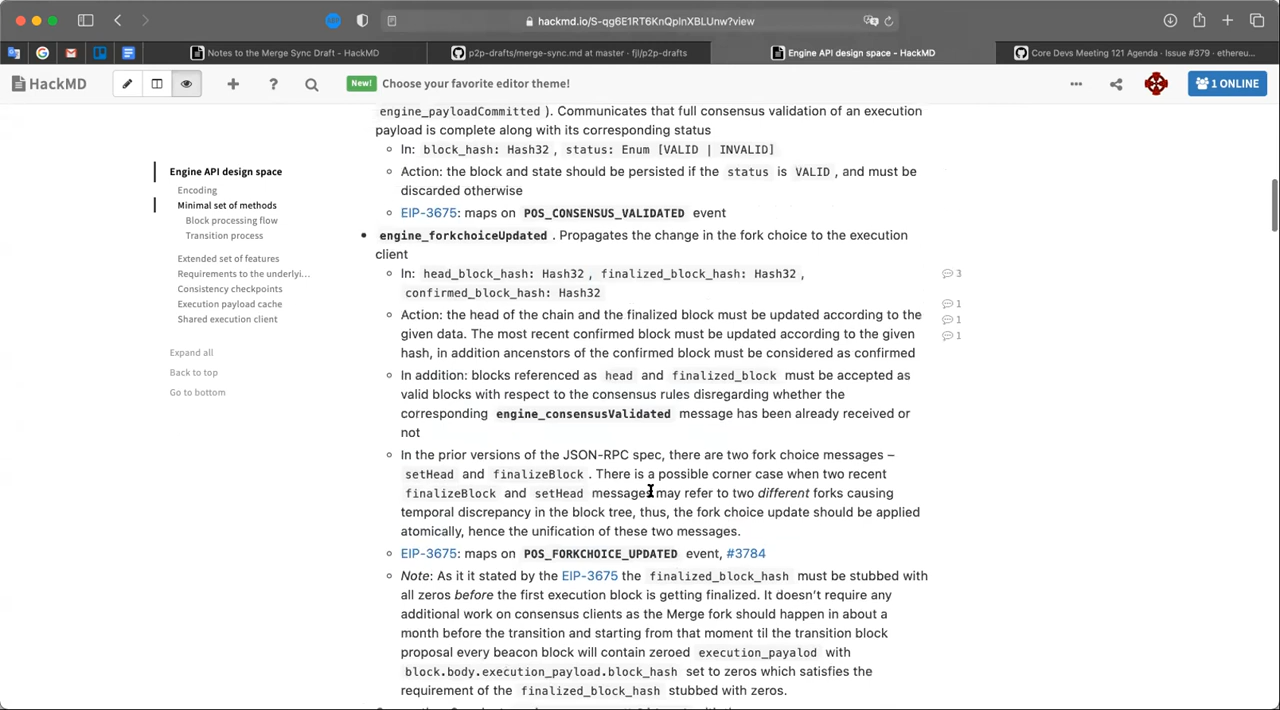 hackmd.io/S-qg6E1RT6KnQplnXBLUnw?view
Notes to the Merge Sync Draft - HackMD
p2p-drafts/merge-sync.md at master · fjl/p2p-drafts
Engine API design space - HackMD
Core Devs Meeting 121 Agenda · Issue #379 · ethereu...
HackMD
New!
Choose your favorite editor theme!
1 ONLINE
Engine API design space
Encoding
Minimal set of methods
Block processing flow
Transition process
Extended set of features
Requirements to the underlyi...
Consistency checkpoints
Execution payload cache
Shared execution client
Expand all
Back to top
Go to bottom
engine_payloadCommitted ). Communicates that full consensus validation of an execution
payload is complete along with its corresponding status
In: block_hash: Hash32 , status: Enum [VALID | INVALID]
Action: the block and state should be persisted if the status is VALID , and must be
discarded otherwise
EIP-3675: maps on POS_CONSENSUS_VALIDATED event
engine_forkchoiceUpdated . Propagates the change in the fork choice to the execution
client
In: head_block_hash: Hash32 , finalized_block_hash: Hash32 ,
confirmed_block_hash: Hash32
Action: the head of the chain and the finalized block must be updated according to the
given data. The most recent confirmed block must be updated according to the given
hash, in addition ancenstors of the confirmed block must be considered as confirmed
In addition: blocks referenced as head and finalized_block must be accepted as
valid blocks with respect to the consensus rules disregarding whether the
corresponding engine_consensusValidated message has been already received or
not
In the prior versions of the JSON-RPC spec, there are two fork choice messages –
setHead and finalizeBlock . There is a possible corner case when two recent
finalizeBlock and setHead messages may refer to two different forks causing
temporal discrepancy in the block tree, thus, the fork choice update should be applied
atomically, hence the unification of these two messages.
EIP-3675: maps on POS_FORKCHOICE_UPDATED event, #3784
Note: As it it stated by the EIP-3675 the finalized_block_hash must be stubbed with
all zeros before the first execution block is getting finalized. It doesn't require any
additional work on consensus clients as the Merge fork should happen in about a
month before the transition and starting from that moment til the transition block
proposal every beacon block will contain zeroed execution_payalod with
block.body.execution_payload.block_hash set to zeros which satisfies the
requirement of the finalized_block_hash stubbed with zeros.
3
1
1
1